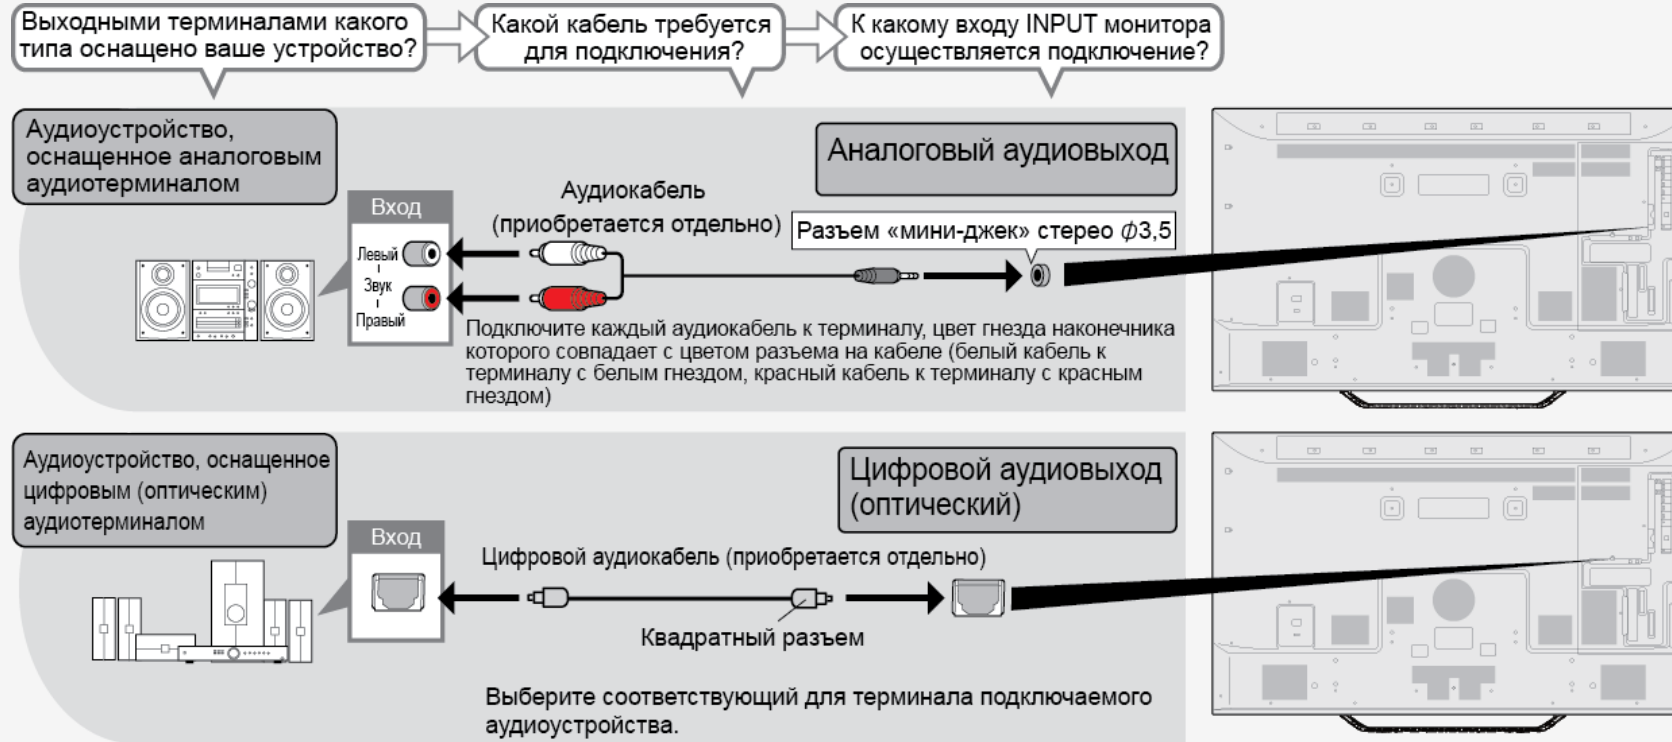 Выходными терминалами какого
типа оснащено ваше устройство?
Какой кабель требуется
для подключения?
К какому входу INPUT монитора
осуществляется подключение?
Аудиоустройство,
оснащенное аналоговым
аудиотерминалом
Аналоговый аудиовыход
Вход
Левый
Звук
Правый
Аудиокабель
(приобретается отдельно)
Разъем «мини-джек» стерео ϕ3,5
Подключите каждый аудиокабель к терминалу, цвет гнезда наконечника
которого совпадает с цветом разъема на кабеле (белый кабель к
терминалу с белым гнездом, красный кабель к терминалу с красным
гнездом)
Аудиоустройство, оснащенное
цифровым (оптическим)
аудиотерминалом
Цифровой аудиовыход
(оптический)
Вход
Цифровой аудиокабель (приобретается отдельно)
Квадратный разъем
Выберите соответствующий для терминала подключаемого
аудиоустройства.